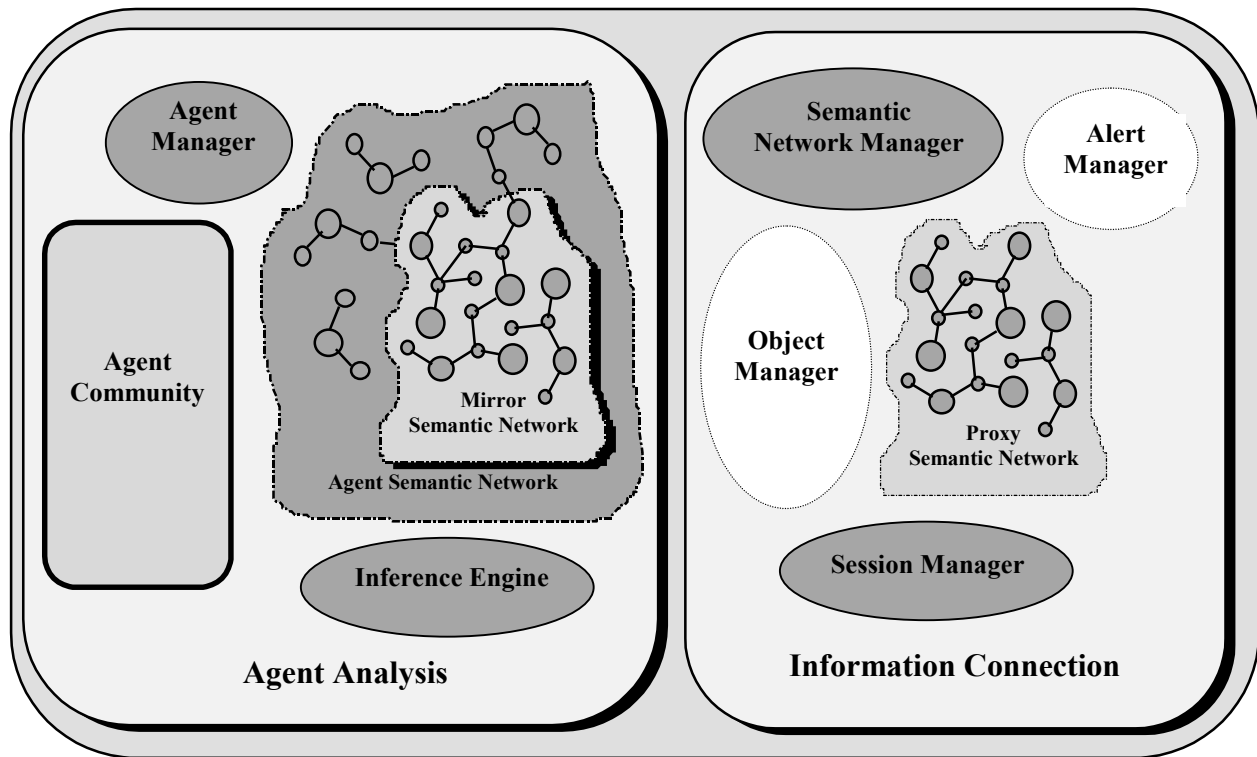 Agent
Manager
Agent
Community
Mirror
Semantic Network
Agent Semantic Network
Inference Engine
Agent Analysis
Semantic
Network Manager
Alert
Manager
Object
Manager
Proxy
Semantic Network
Session Manager
Information Connection